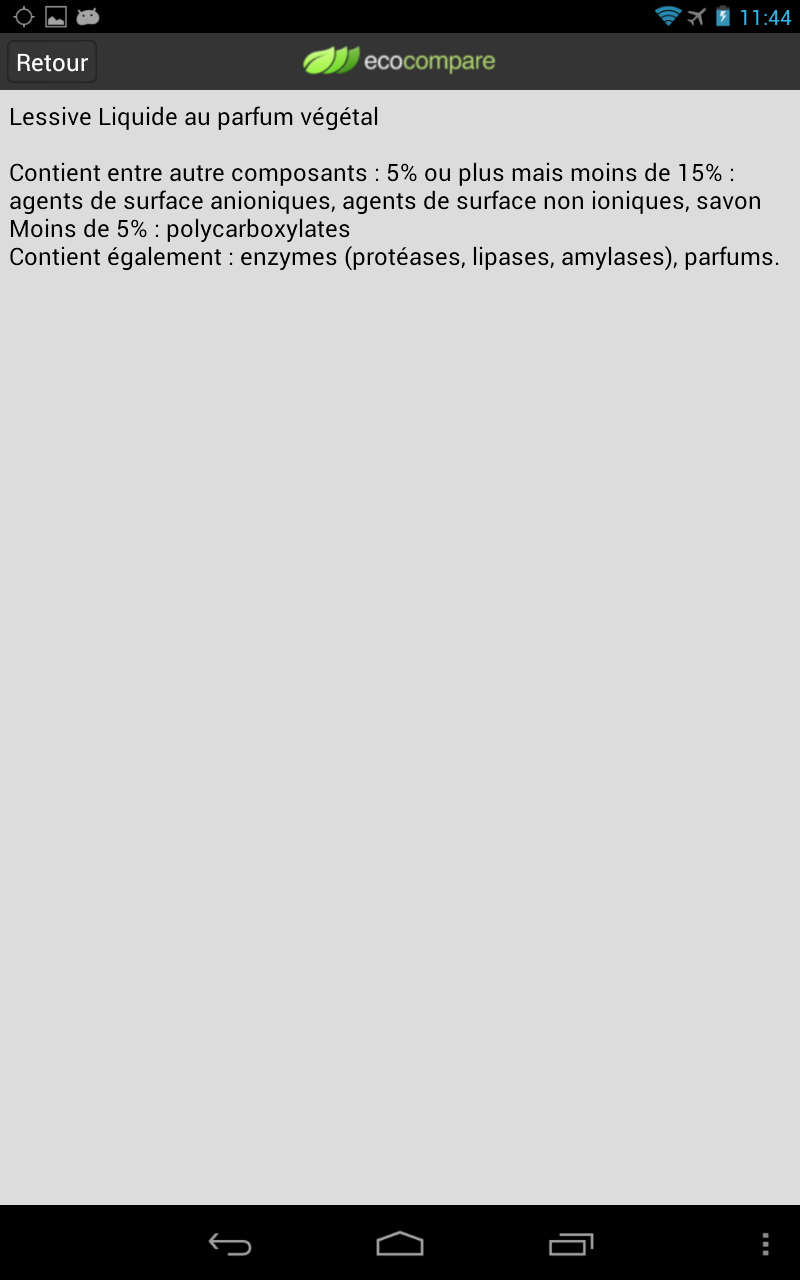 11:44
Retour
ecocompare
Lessive Liquide au parfum végétal
Contient entre autre composants : 5% ou plus mais moins de 15% :
agents de surface anioniques, agents de surface non ioniques, savon
Moins de 5% : polycarboxylates
Contient également : enzymes (protéases, lipases, amylases), parfums.